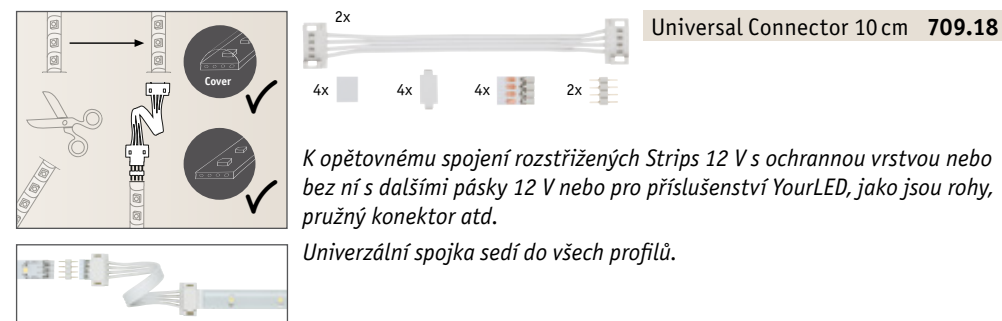 Cover
2x
Universal Connector 10 cm 709.18
4x 4x 4x 2x
K opětovnému spojení rozstřižených Strips 12 V s ochrannou vrstvou nebo
bez ní s dalšími pásky 12 V nebo pro příslušenství YourLED, jako jsou rohy,
pružný konektor atd.
Univerzální spojka sedí do všech profilů.